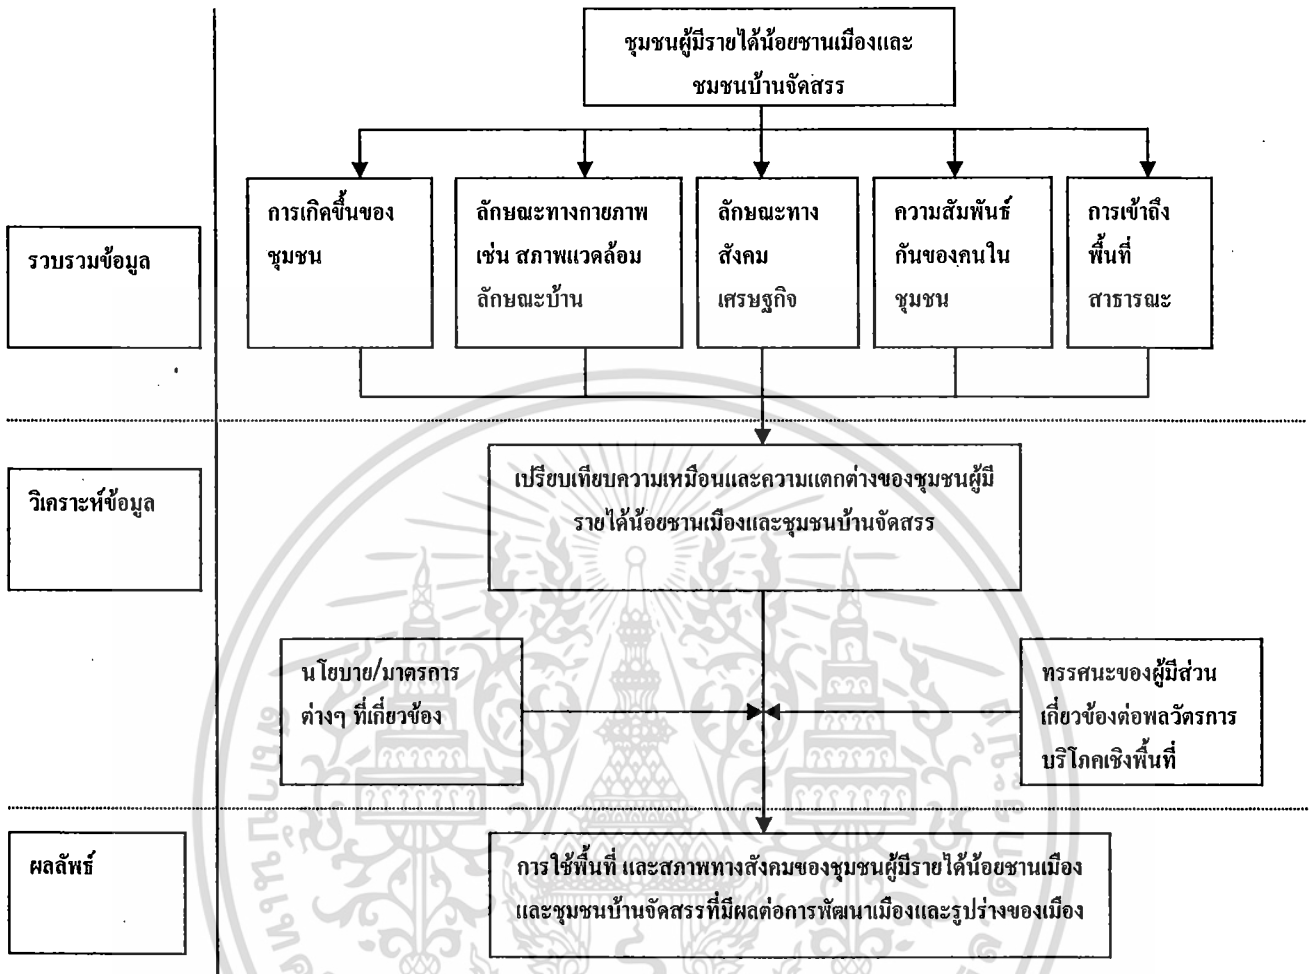 ชุมชนผู้มีรายได้น้อยชานเมืองและ
ชมชนบ้านจัดสรร
รวบรวมข้อมูล
การเกิดขึ้นของ
ชุมชน
ลักษณะทางกายภาพ
เช่น สภาพแวดล้อม
ลักษณะบ้าน
ลักษณะทาง
สังคม
เศรษฐกิจ
ความสัมพันธ์
กันของคนใน
ชุมชน
การเข้าถึง
พื้นที่
สาธารณะ
วิเคราะห์ข้อมูล
เปรียบเทียบความเหมือนและความแตกต่างของชุมชนผู้มี
รายได้น้อยชานเมืองและชุมชนบ้านจัดสรร
นโยบาย/มาตรการ
ต่างๆ ที่เกี่ยวข้อง
ทรรศนะของผู้มีส่วน
เกี่ยวข้องต่อพลวัตรการ
บริโภคเชิงพื้นที่
ผลลัพธ์
การใช้พื้นที่ และสภาพทางสังคมของชุมชนผู้มีรายได้น้อยชานเมือง
และชุมชนบ้านจัดสรรที่มีผลต่อการพัฒนาเมืองและรูปร่างของเมือง